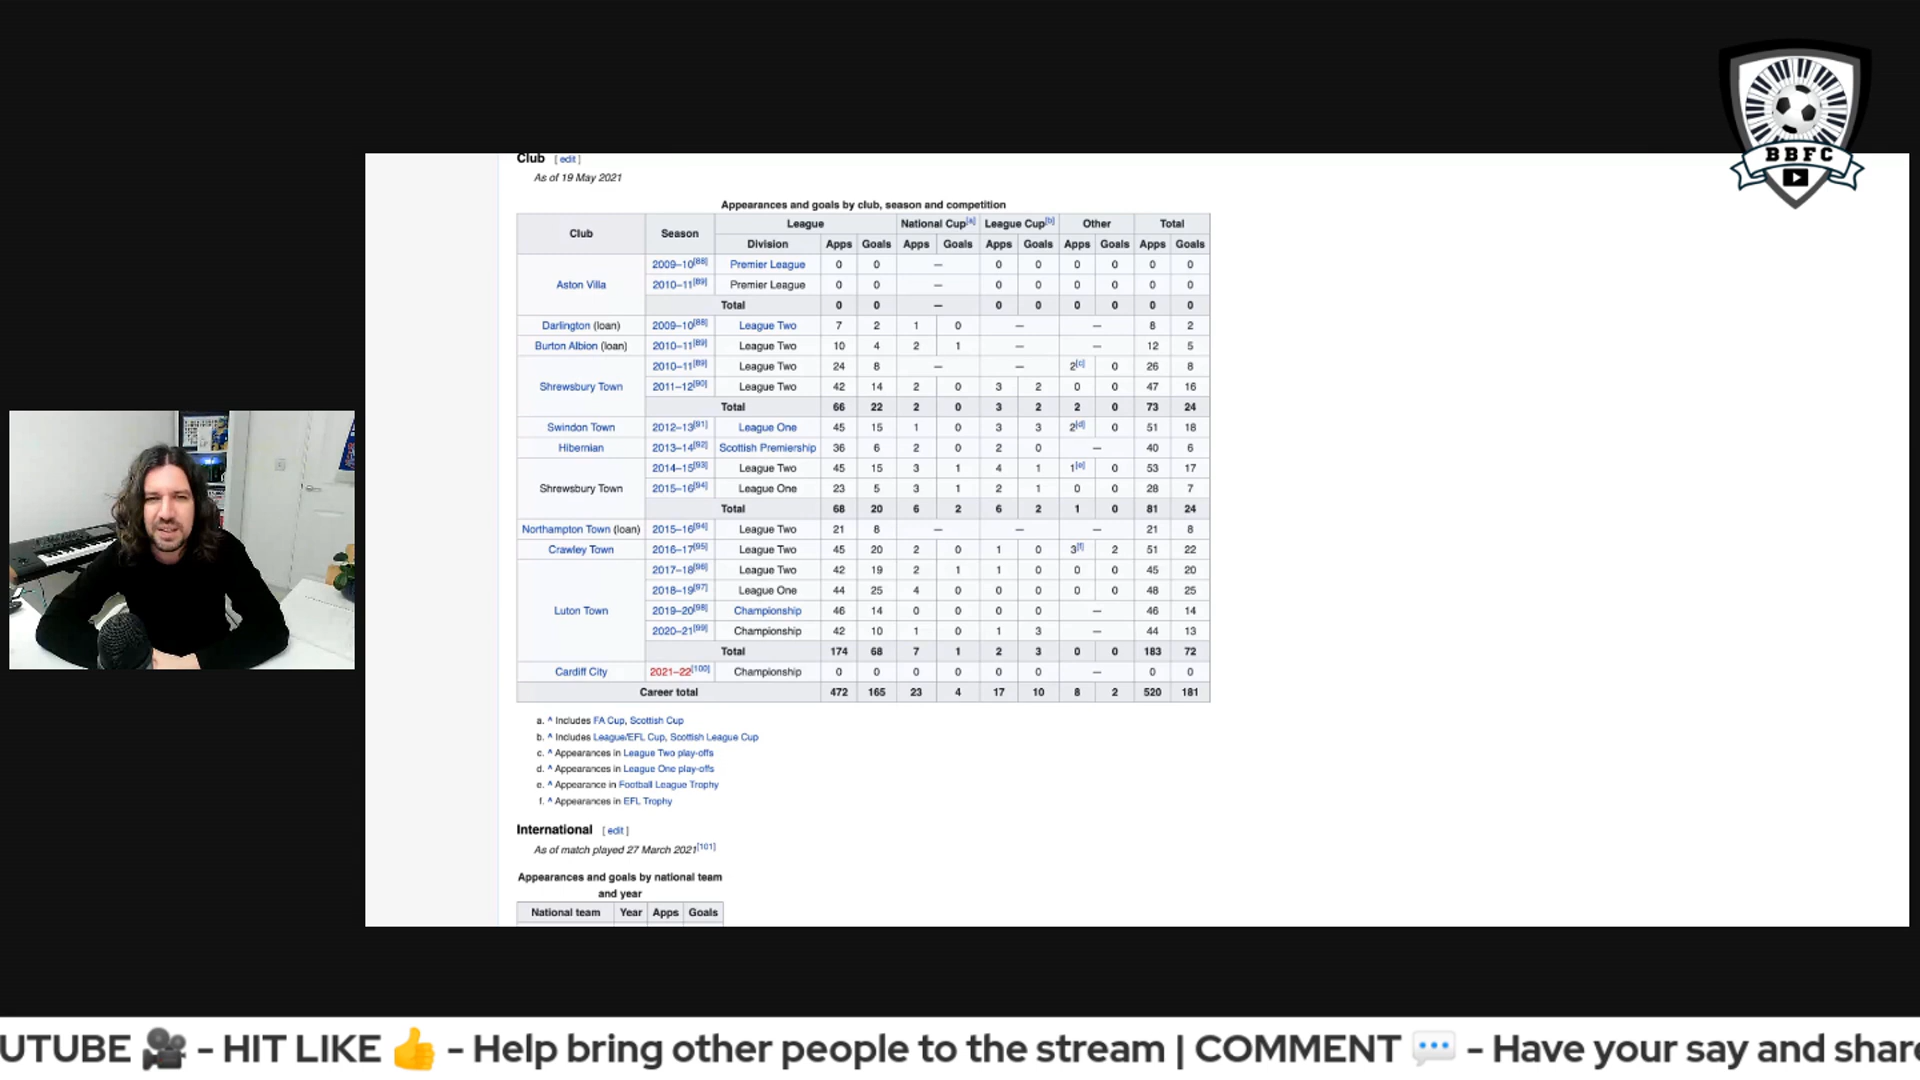 BBFC
Club [ edit ]
As of 19 May 2021
Appearances and goals by club, season and competition
Club Season League National Cup[a] League Cup[b] Other Total
Division Apps Goals Apps Goals Apps Goals Apps Goals Apps Goals
Aston Villa 2009–10[88] Premier League 0 0 — 0 0 0 0 0 0
2010–11[89] Premier League 0 0 — 0 0 0 0 0 0
Total 0 0 — 0 0 0 0 0 0
Darlington (loan) 2009–10[88] League Two 7 2 1 0 — — 8 2
Burton Albion (loan) 2010–11[89] League Two 10 4 2 1 — — 12 5
Shrewsbury Town 2010–11[89] League Two 24 8 — — 2[c] 0 26 8
2011–12[90] League Two 42 14 2 0 3 2 0 0 47 16
Total 66 22 2 0 3 2 2 0 73 24
Swindon Town 2012–13[91] League One 45 15 1 0 3 3 2[d] 0 51 18
Hibernian 2013–14[92] Scottish Premiership 36 6 2 0 2 0 — 40 6
Shrewsbury Town 2014–15[93] League Two 45 15 3 1 4 1 1[e] 0 53 17
2015–16[94] League One 23 5 3 1 2 1 0 0 28 7
Total 68 20 6 2 6 2 1 0 81 24
Northampton Town (loan) 2015–16[94] League Two 21 8 — — — 21 8
Crawley Town 2016–17[95] League Two 45 20 2 0 1 0 3[f] 2 51 22
Luton Town 2017–18[96] League Two 42 19 2 1 1 0 0 0 45 20
2018–19[97] League One 44 25 4 0 0 0 0 0 48 25
2019–20[98] Championship 46 14 0 0 0 0 — 46 14
2020–21[99] Championship 42 10 1 0 1 3 — 44 13
Total 174 68 7 1 2 3 0 0 183 72
Cardiff City 2021–22[100] Championship 0 0 0 0 0 0 — 0 0
Career total 472 165 23 4 17 10 8 2 520 181
a. ^ Includes FA Cup, Scottish Cup
b. ^ Includes League/EFL Cup, Scottish League Cup
c. ^ Appearances in League Two play-offs
d. ^ Appearances in League One play-offs
e. ^ Appearance in Football League Trophy
f. ^ Appearances in EFL Trophy
International [ edit ]
As of match played 27 March 2021[101]
Appearances and goals by national team
and year
National team Year Apps Goals
UTUBE 🎥 - HIT LIKE 👍 - Help bring other people to the stream | COMMENT 💬 - Have your say and share